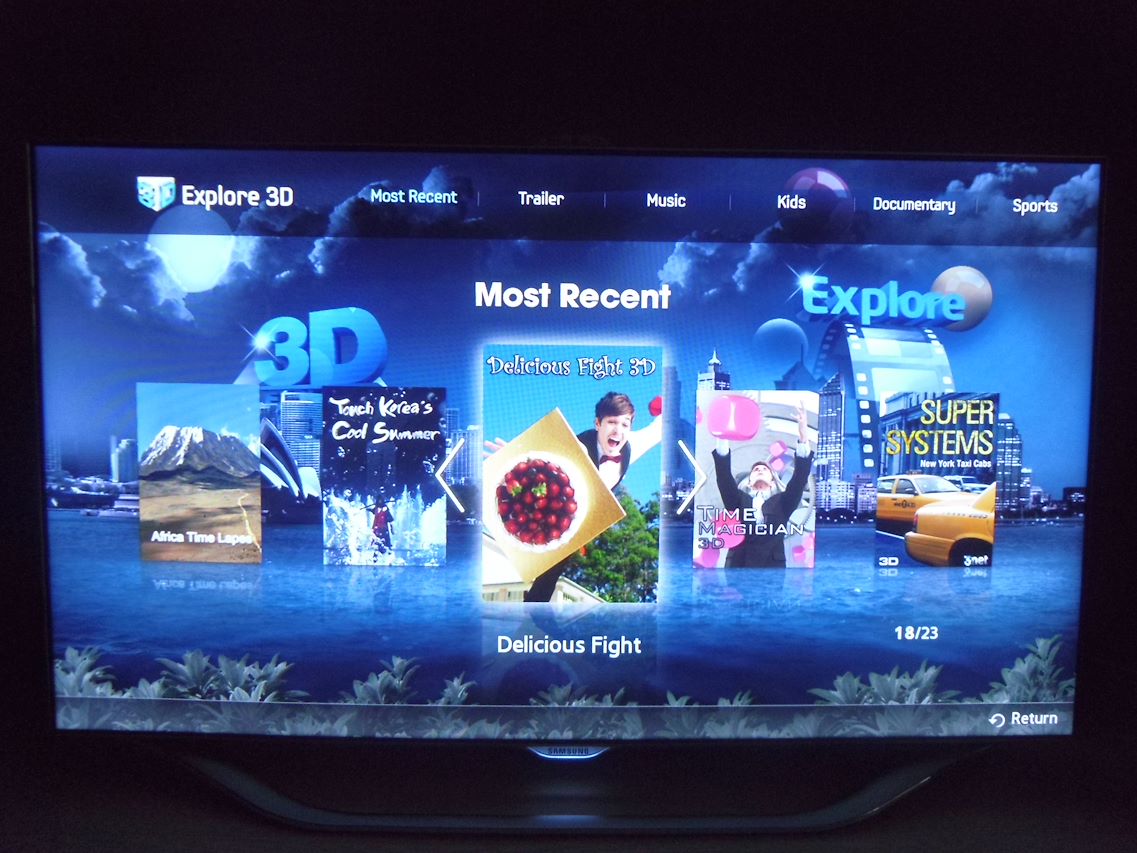 3D Explore 3D
Most Recent
Trailer
Music
Kids
Documentary
Sports
Most Recent
3D
Explore
Africa Time Lapse
Touch Korea's
Cool Summer
Delicious Fight 3D
TIME
MAGICIAN
3D
SUPER
SYSTEMS
New York Taxi Cabs
3D
3net
Delicious Fight
18/23
Return
SAMSUNG